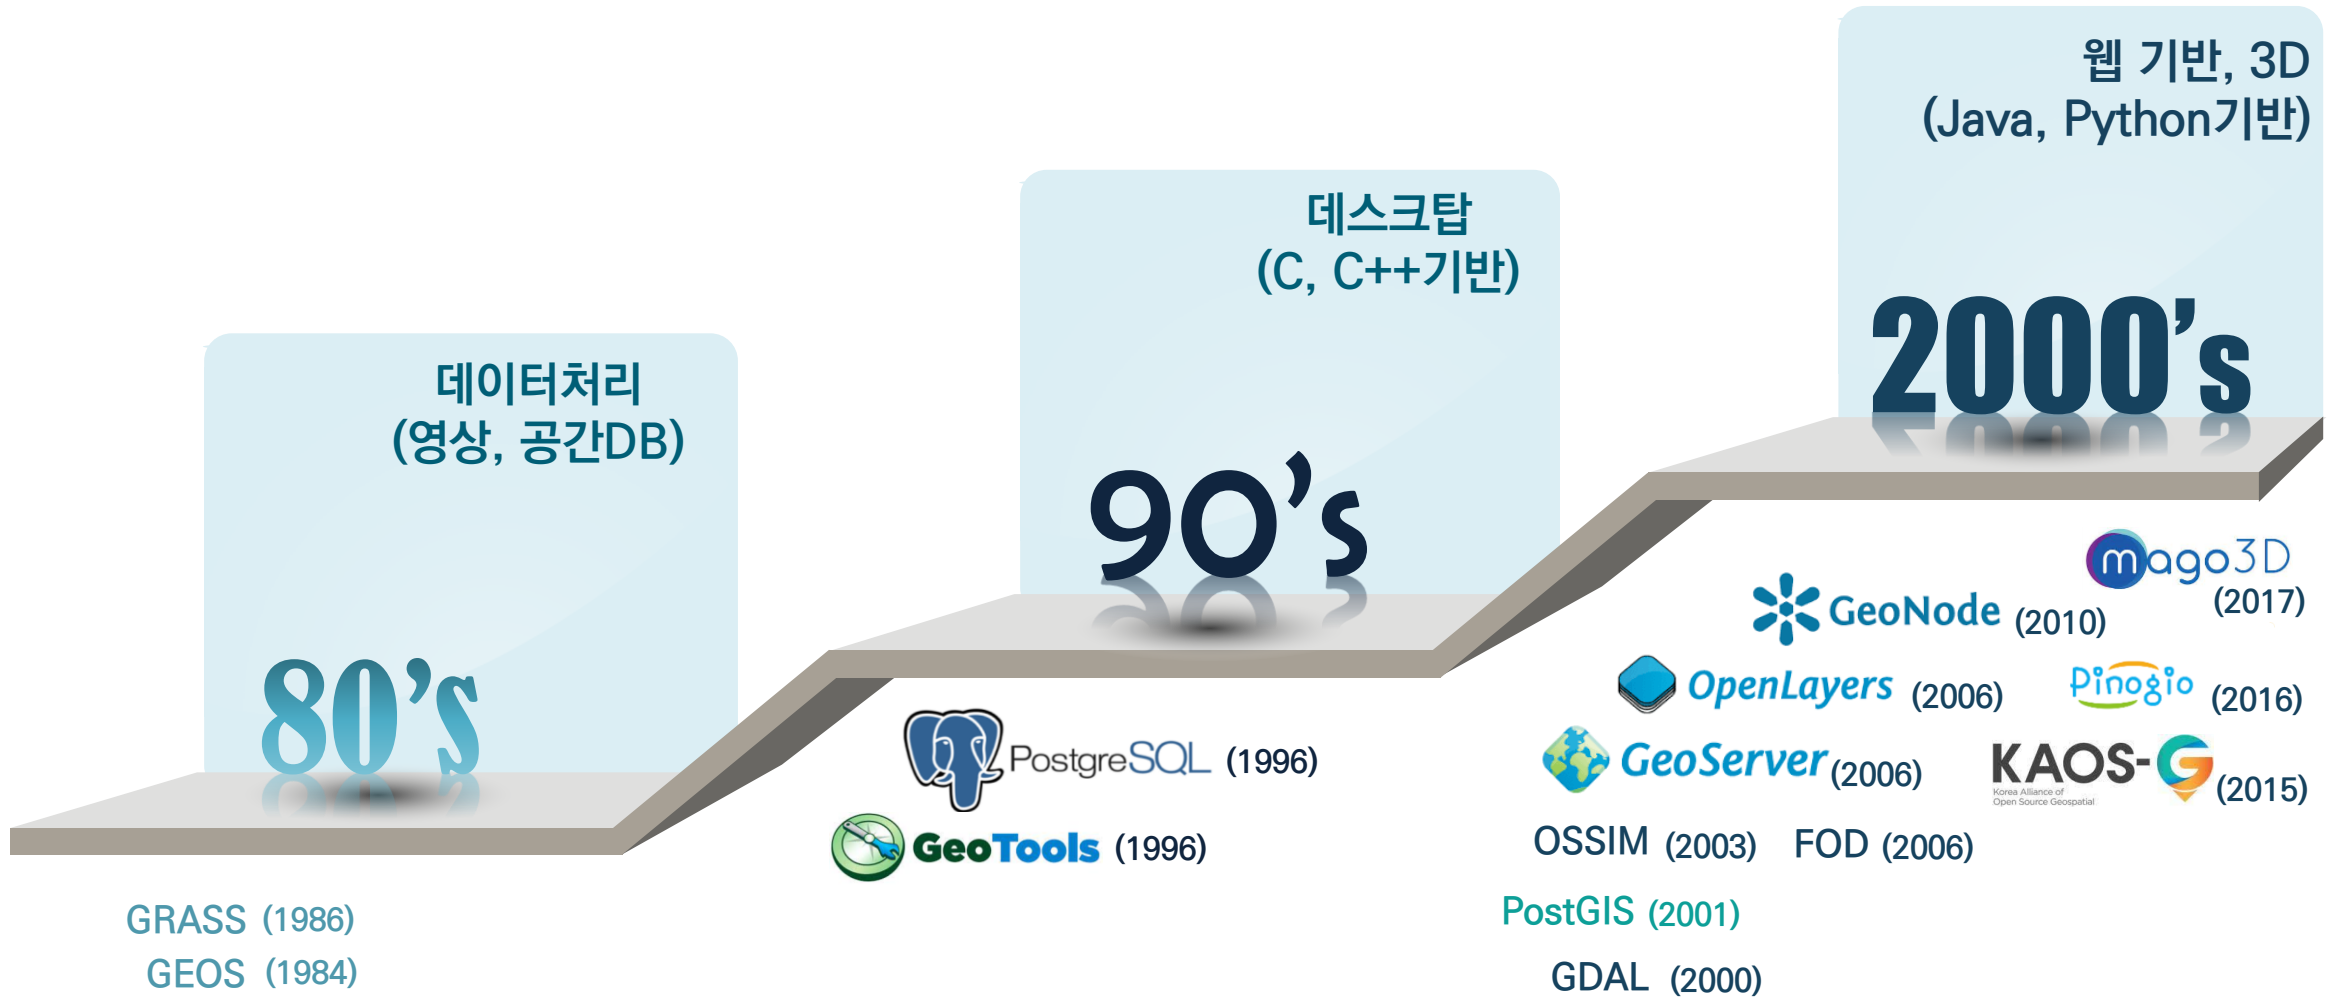 데이터처리
(영상, 공간DB)
80's
GRASS (1986)
GEOS (1984)
데스크탑
(C, C++기반)
90's
PostgreSQL (1996)
GeoTools (1996)
웹 기반, 3D
(Java, Python기반)
2000's
mago3D
(2017)
GeoNode (2010)
OpenLayers (2006)
Pinogio (2016)
GeoServer (2006)
KAOS-G (2015)
Korea Alliance of
Open Source Geospatial
OSSIM (2003) FOD (2006)
PostGIS (2001)
GDAL (2000)